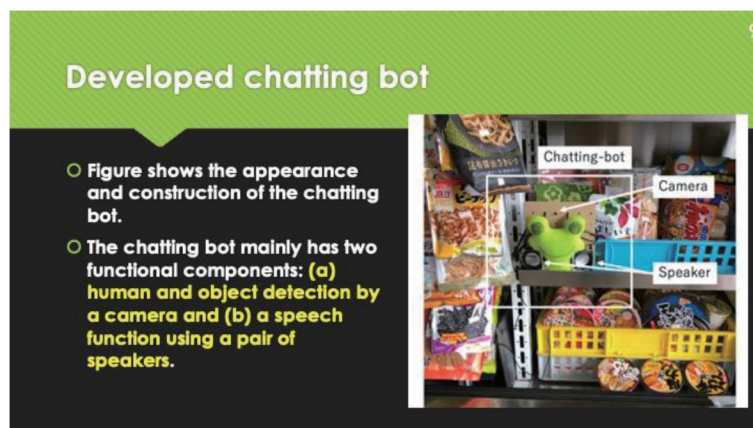 Developed chatting bot
Figure shows the appearance
and construction of the chatting
bot.
The chatting bot mainly has two
functional components: (a)
human and object detection by
a camera and (b) a speech
function using a pair of
speakers.
Chatting-bot
Camera
Speaker